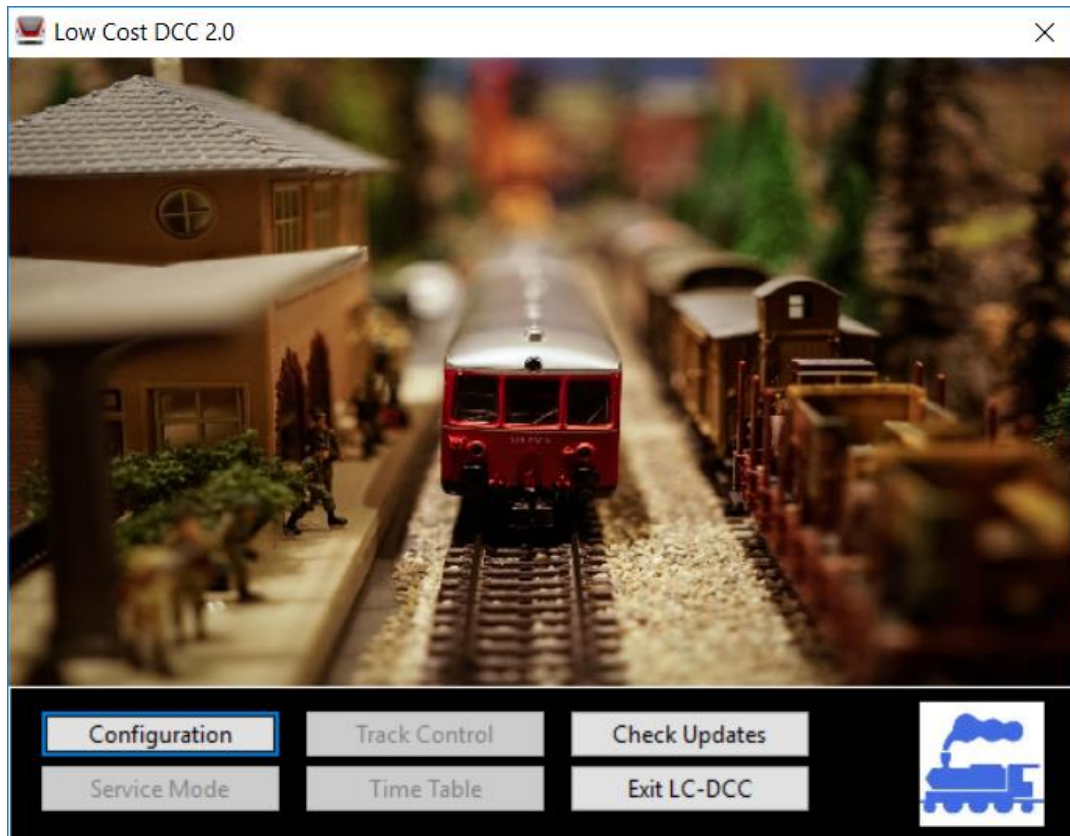 Low Cost DCC 2.0
Configuration
Track Control
Check Updates
Service Mode
Time Table
Exit LC-DCC